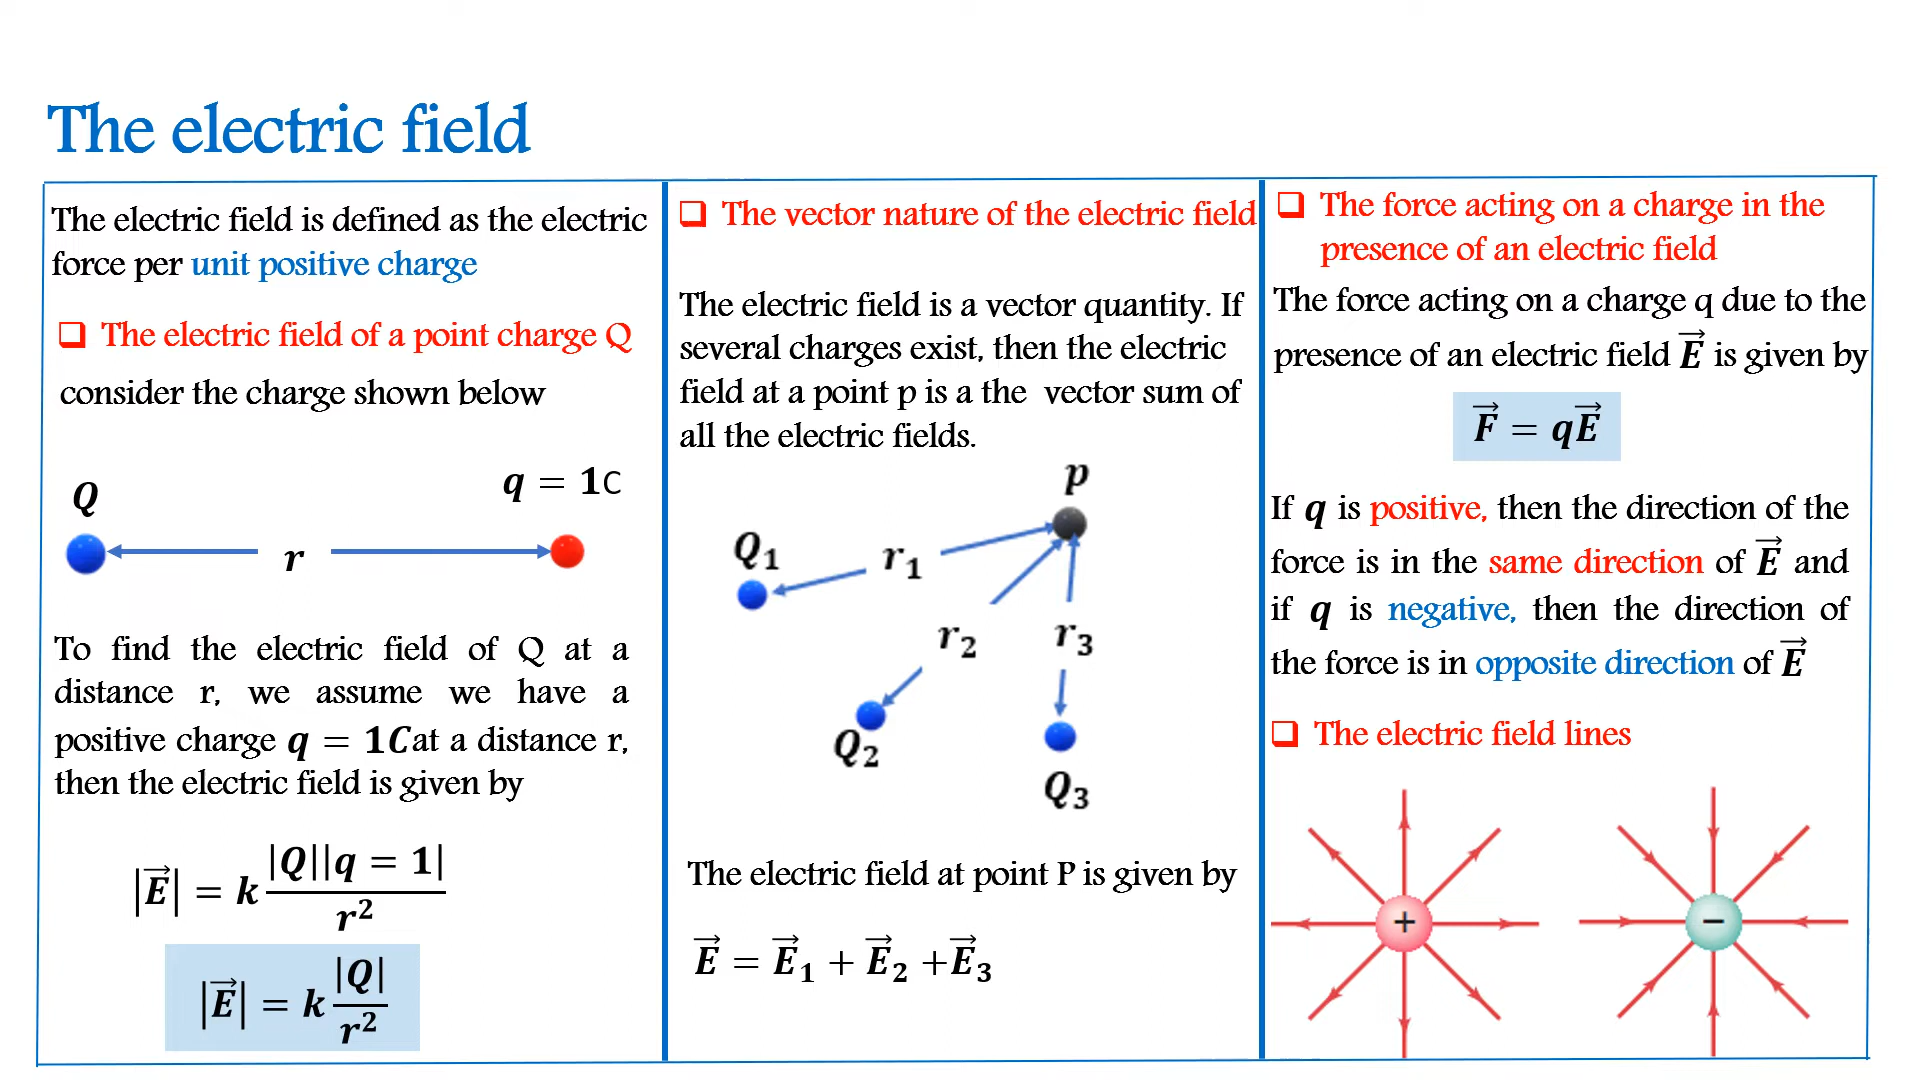 The electric field
The electric field is defined as the electric
force per unit positive charge
❑ The electric field of a point charge Q
consider the charge shown below
Q
q = 1C
r
To find the electric field of Q at a
distance r, we assume we have a
positive charge q = 1C at a distance r,
then the electric field is given by
|E⃗| = k |Q||q = 1| / r²
|E⃗| = k |Q| / r²
❑ The vector nature of the electric field
The electric field is a vector quantity. If
several charges exist, then the electric
field at a point p is a the vector sum of
all the electric fields.
p
Q₁
r₁
r₂
r₃
Q₂
Q₃
The electric field at point P is given by
E⃗ = E⃗₁ + E⃗₂ +E⃗₃
❑ The force acting on a charge in the
presence of an electric field
The force acting on a charge q due to the
presence of an electric field E⃗ is given by
F⃗ = qE⃗
If q is positive, then the direction of the
force is in the same direction of E⃗ and
if q is negative, then the direction of
the force is in opposite direction of E⃗
❑ The electric field lines
+
−